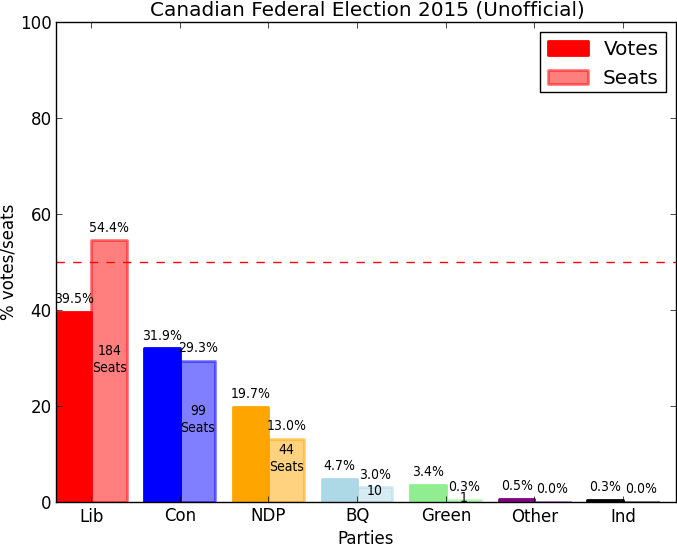 Canadian Federal Election 2015 (Unofficial)
Votes
Seats
% votes/seats
100
80
60
40
20
0
39.5%
54.4%
184
Seats
31.9%
29.3%
99
Seats
19.7%
13.0%
44
Seats
4.7%
3.0%
10
3.4%
0.3%
1
0.5%
0.0%
0.3%
0.0%
Lib
Con
NDP
BQ
Green
Other
Ind
Parties